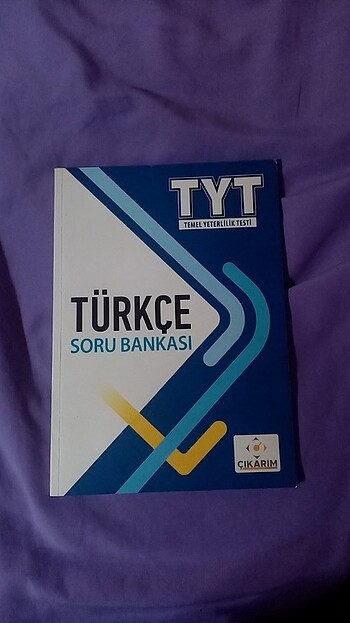 TYT
TEMEL YETERLİLİK TESTİ
TÜRKÇE
SORU BANKASI
ÇIKARIM